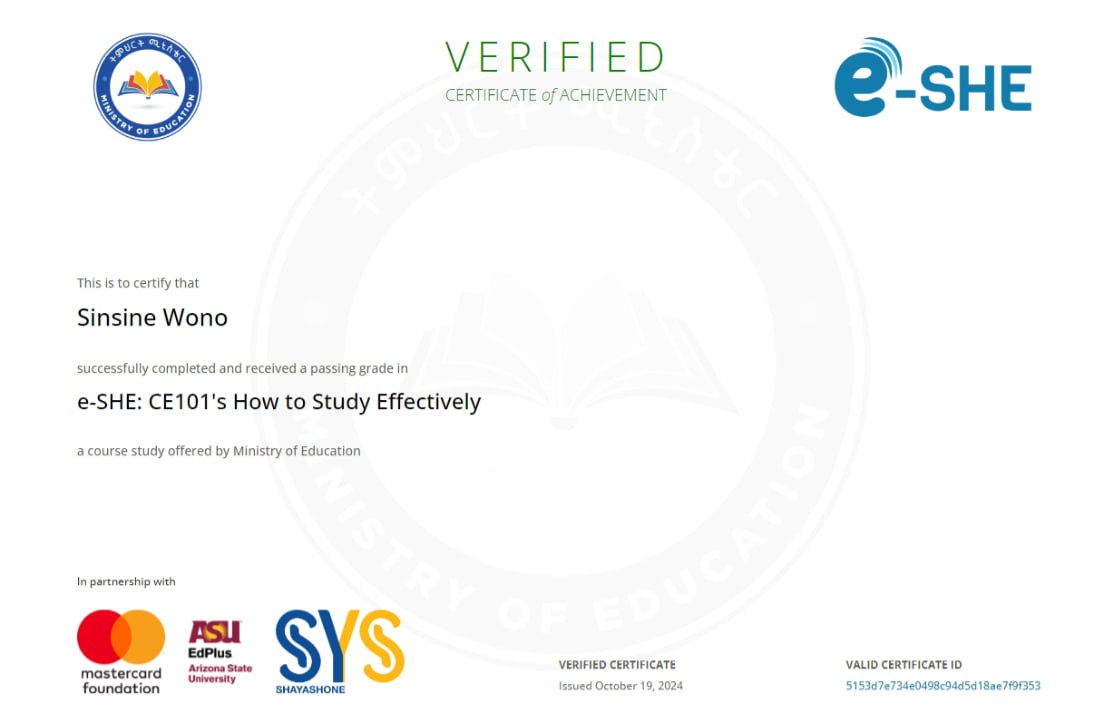 ትምህርት ሚኒስቴር
MINISTRY OF EDUCATION
VERIFIED
CERTIFICATE of ACHIEVEMENT
e-SHE
This is to certify that
Sinsine Wono
successfully completed and received a passing grade in
e-SHE: CE101's How to Study Effectively
a course study offered by Ministry of Education
In partnership with
mastercard
foundation
ASU
EdPlus
Arizona State
University
SYS
SHAYASHONE
VERIFIED CERTIFICATE
Issued October 19, 2024
VALID CERTIFICATE ID
5153d7e734e0498c94d5d18ae7f9f353
MINISTRY OF EDUCATION